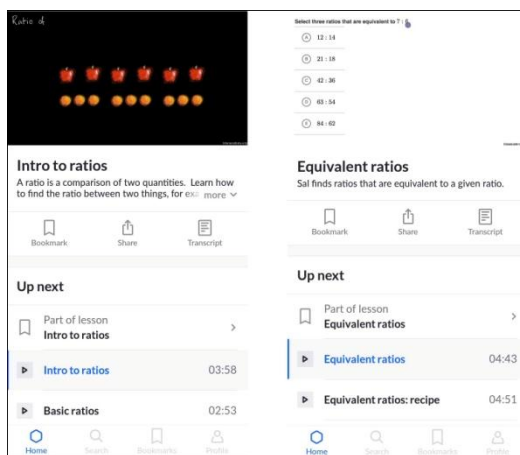 Ratio of
Intro to ratios
A ratio is a comparison of two quantities. Learn how
to find the ratio between two things, for exa more
Bookmark
Share
Transcript
Up next
Part of lesson
Intro to ratios
Intro to ratios 03:58
Basic ratios 02:53
Home
Search
Bookmarks
Profile
Select three ratios that are equivalent to 7 : 6
A 12 : 14
B 21 : 18
C 42 : 36
D 63 : 54
E 84 : 62
Equivalent ratios
Sal finds ratios that are equivalent to a given ratio.
Bookmark
Share
Transcript
Up next
Part of lesson
Equivalent ratios
Equivalent ratios 04:43
Equivalent ratios: recipe 04:51
Home
Search
Bookmarks
Profile